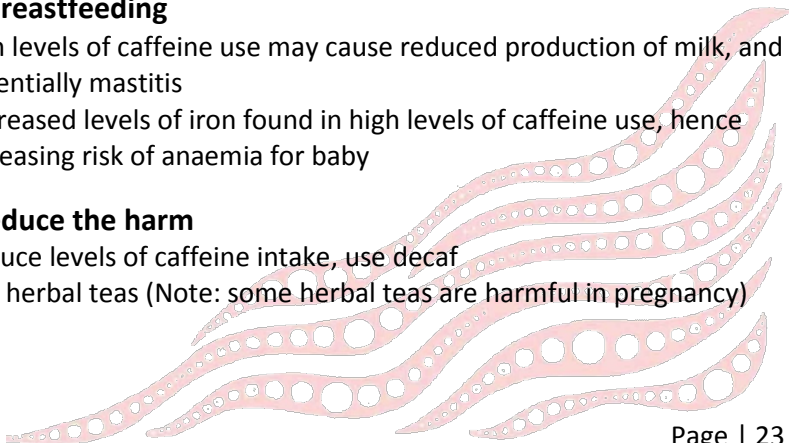 reastfeeding
h levels of caffeine use may cause reduced production of milk, and
entially mastitis
reased levels of iron found in high levels of caffeine use, hence
easing risk of anaemia for baby
duce the harm
uce levels of caffeine intake, use decaf
herbal teas (Note: some herbal teas are harmful in pregnancy)
Page | 23